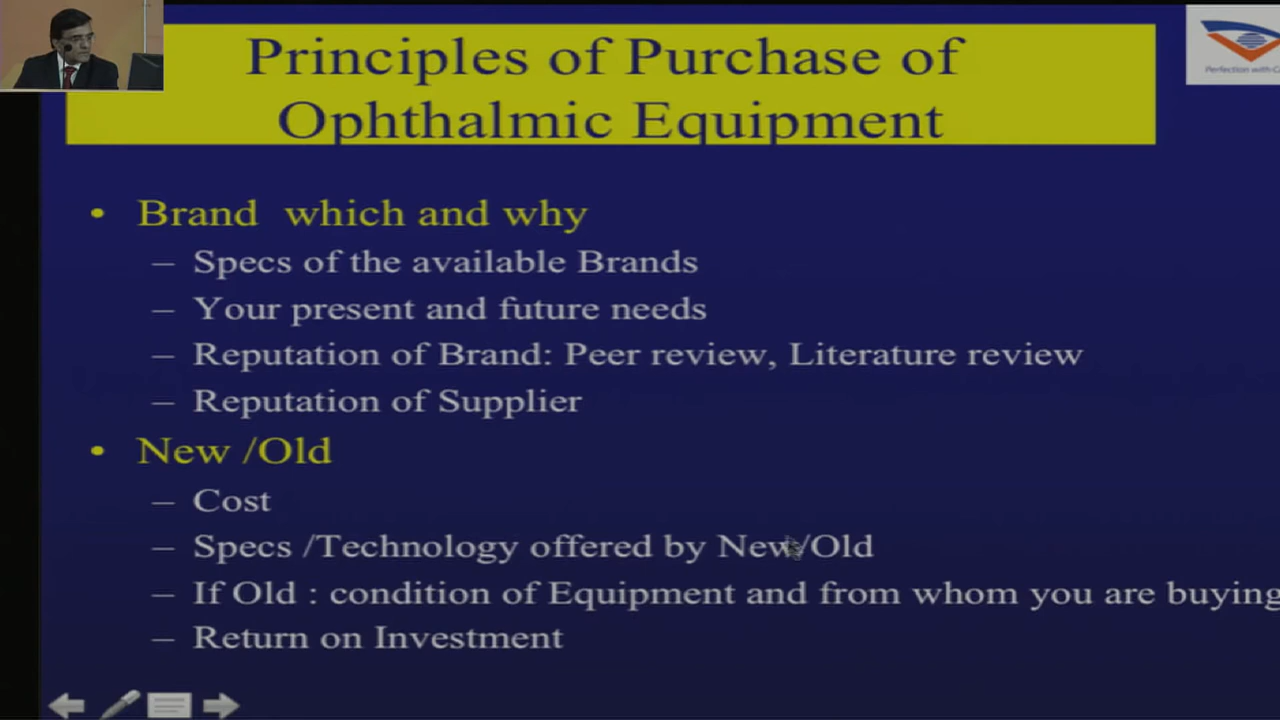 Principles of Purchase of
Ophthalmic Equipment
Perfection with
• Brand which and why
– Specs of the available Brands
– Your present and future needs
– Reputation of Brand: Peer review, Literature review
– Reputation of Supplier
• New /Old
– Cost
– Specs /Technology offered by New/Old
– If Old : condition of Equipment and from whom you are buying
– Return on Investment